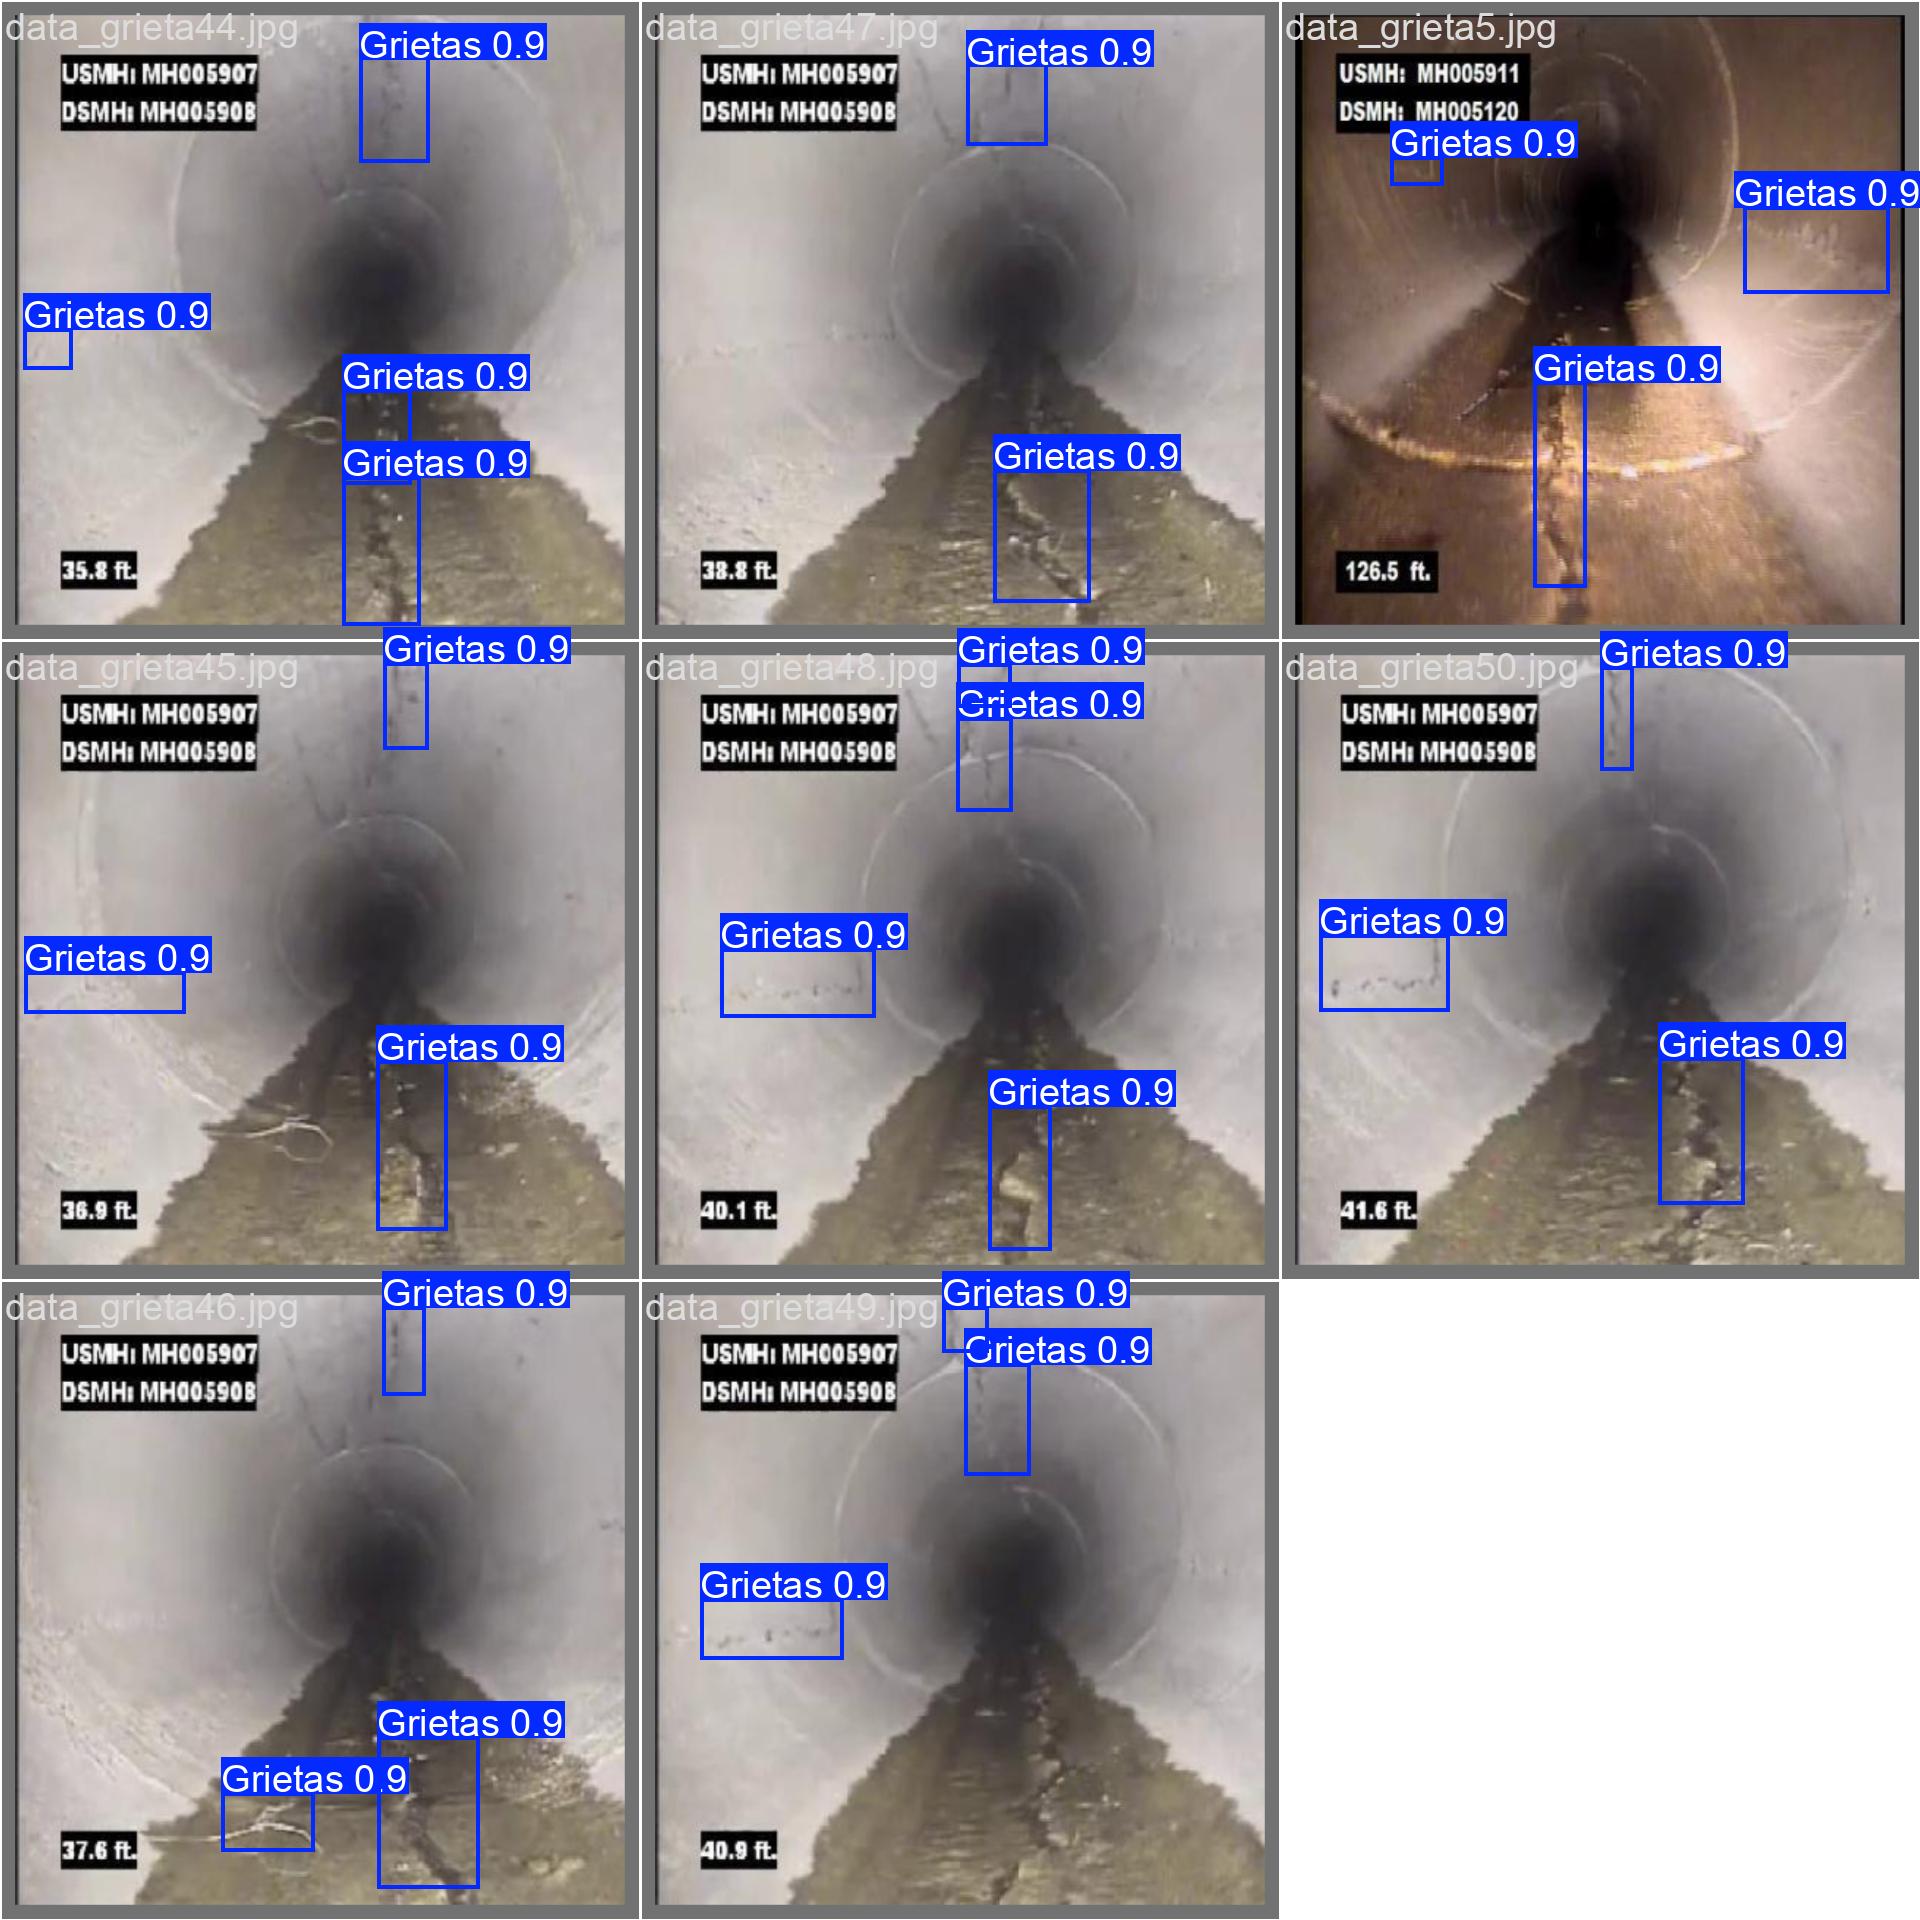 data_grieta44.jpg
Grietas 0.9
USMH: MH005907
DSMH: MH005908
Grietas 0.9
Grietas 0.9
Grietas 0.9
35.8 ft.
data_grieta47.jpg
Grietas 0.9
USMH: MH005907
DSMH: MH005908
Grietas 0.9
38.8 ft.
data_grieta5.jpg
USMH: MH005911
DSMH: MH005120
Grietas 0.9
Grietas 0.9
Grietas 0.9
126.5 ft.
data_grieta45.jpg
Grietas 0.9
USMH: MH005907
DSMH: MH005908
Grietas 0.9
Grietas 0.9
36.9 ft.
data_grieta48.jpg
Grietas 0.9
Grietas 0.9
USMH: MH005907
DSMH: MH005908
Grietas 0.9
Grietas 0.9
40.1 ft.
data_grieta50.jpg
Grietas 0.9
USMH: MH005907
DSMH: MH005908
Grietas 0.9
Grietas 0.9
41.6 ft.
data_grieta46.jpg
Grietas 0.9
USMH: MH005907
DSMH: MH005908
Grietas 0.9
Grietas 0.9
37.6 ft.
data_grieta49.jpg
Grietas 0.9
Grietas 0.9
USMH: MH005907
DSMH: MH005908
Grietas 0.9
40.9 ft.